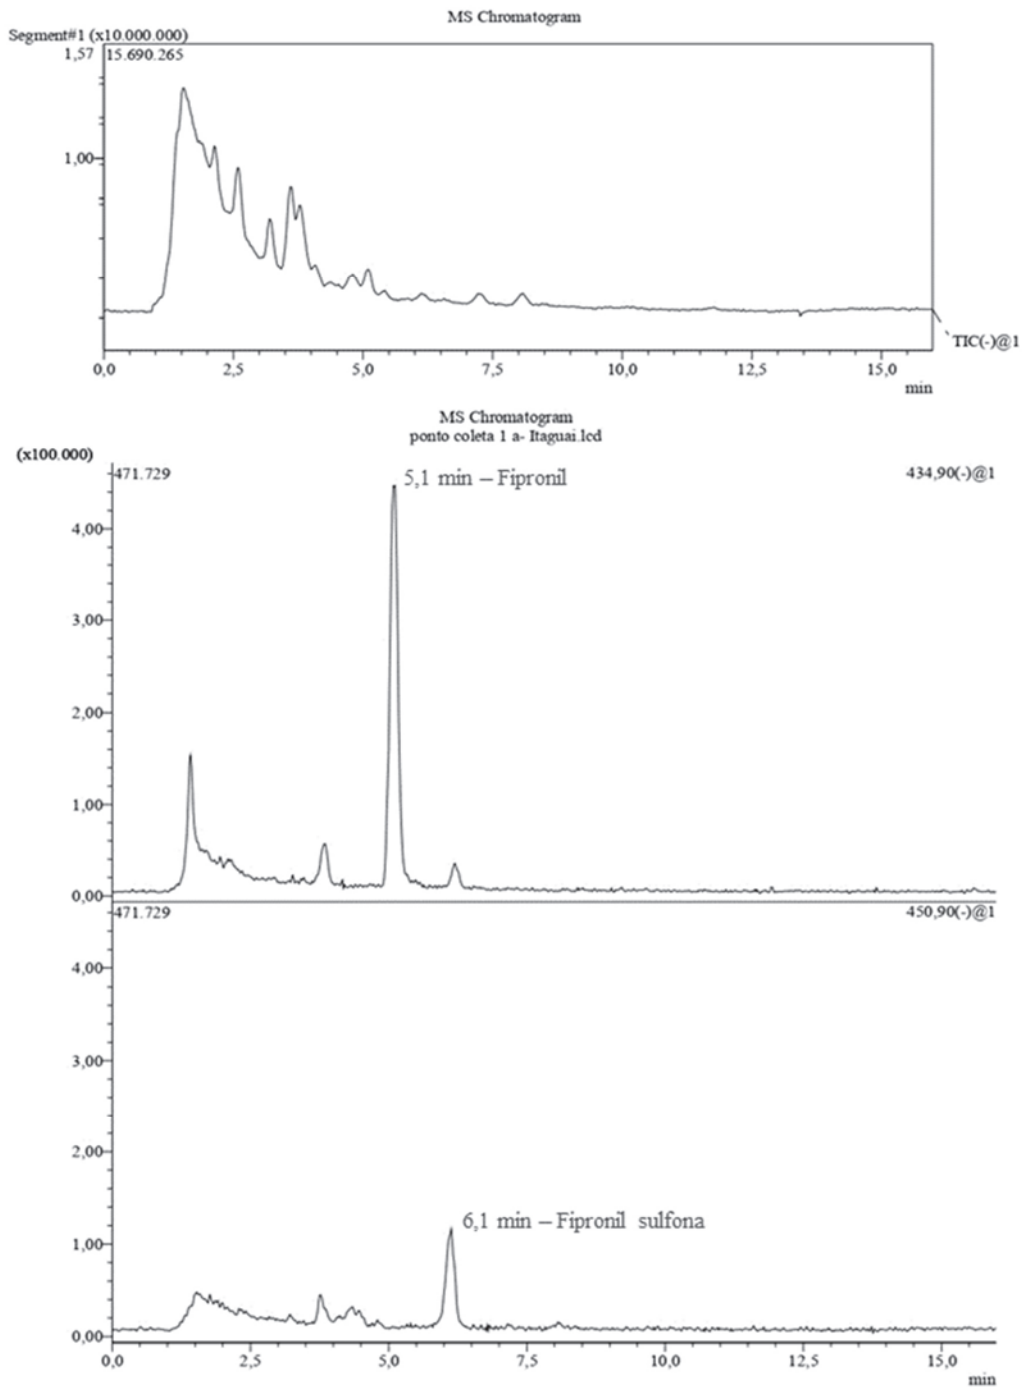 MS Chromatogram
Segment#1 (x10.000.000)
1,57 15.690.265
1,00
TIC(-)@1
0,0 2,5 5,0 7,5 10,0 12,5 15,0
min
MS Chromatogram
ponto coleta 1 a- Itaguai.lcd
(x100.000)
471.729 5,1 min – Fipronil 434,90(-)@1
4,00
3,00
2,00
1,00
0,00
471.729 450,90(-)@1
4,00
3,00
2,00
6,1 min – Fipronil sulfona
1,00
0,00
0,0 2,5 5,0 7,5 10,0 12,5 15,0
min